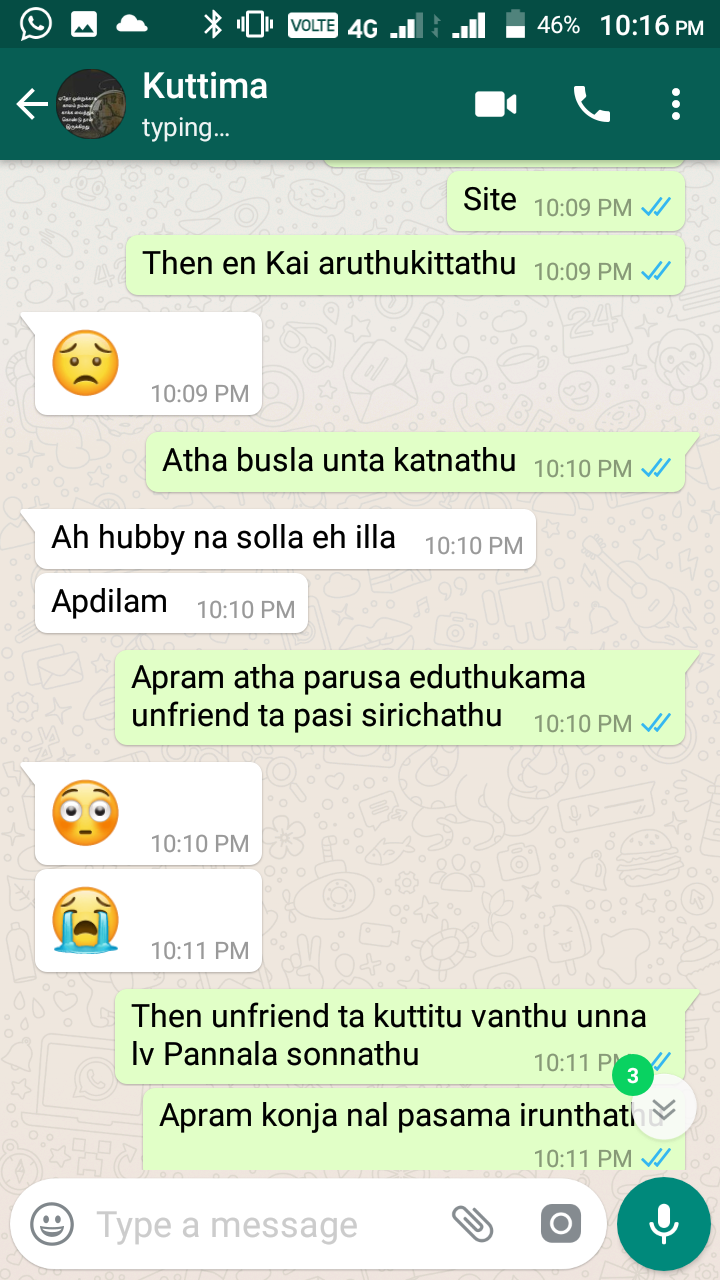 VOLTE 4G 46% 10:16 PM
Kuttima
typing...
Site 10:09 PM
Then en Kai aruthukittathu 10:09 PM
😟 10:09 PM
Atha busla unta katnathu 10:10 PM
Ah hubby na solla eh illa 10:10 PM
Apdilam 10:10 PM
Apram atha parusa eduthukama
unfriend ta pasi sirichathu 10:10 PM
😳 10:10 PM
😭 10:11 PM
Then unfriend ta kuttitu vanthu unna
lv Pannala sonnathu 10:11 PM
3
Apram konja nal pasama irunthathu
10:11 PM
Type a message